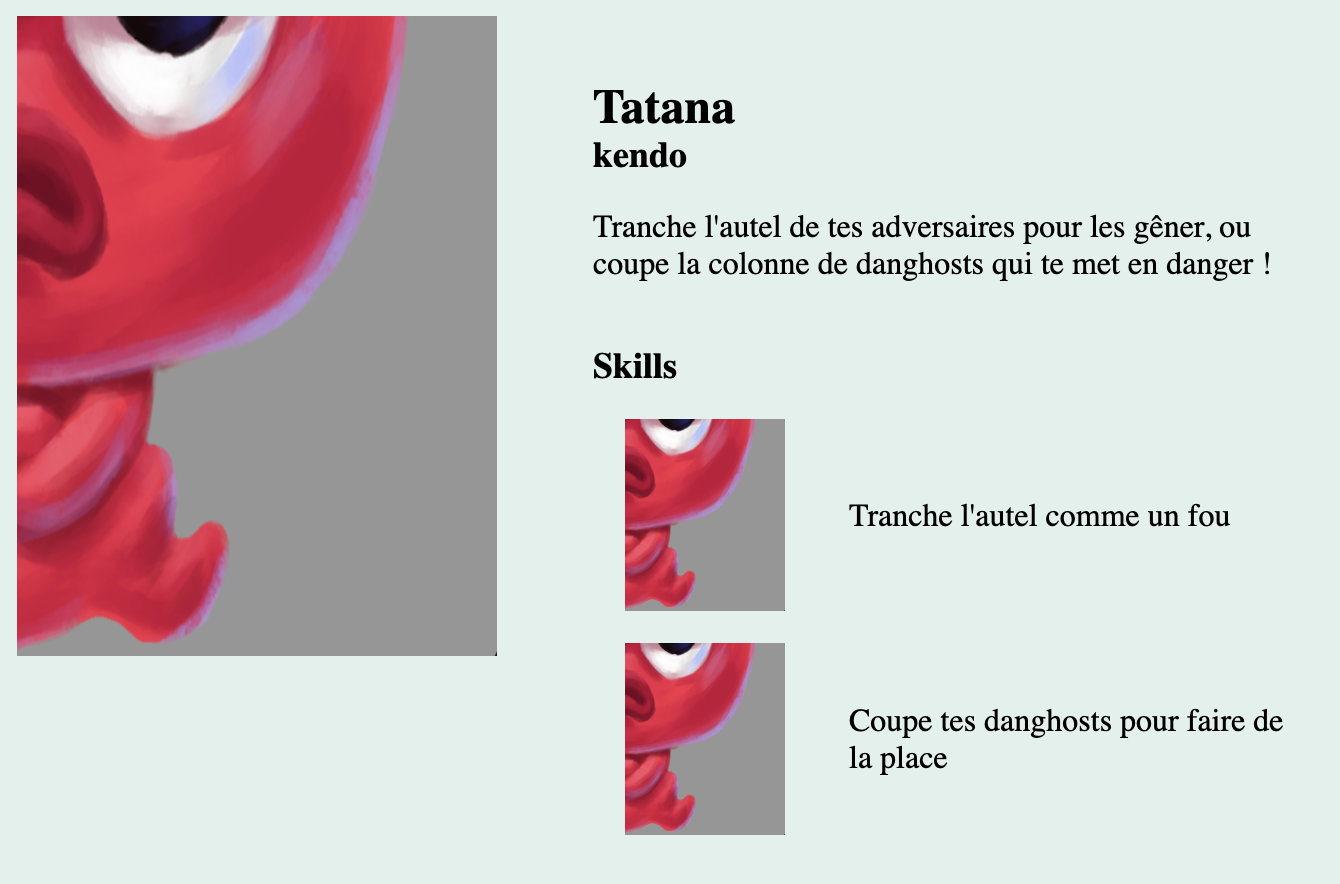 Tatana
kendo
Tranche l'autel de tes adversaires pour les gêner, ou
coupe la colonne de danghosts qui te met en danger !
Skills
Tranche l'autel comme un fou
Coupe tes danghosts pour faire de
la place